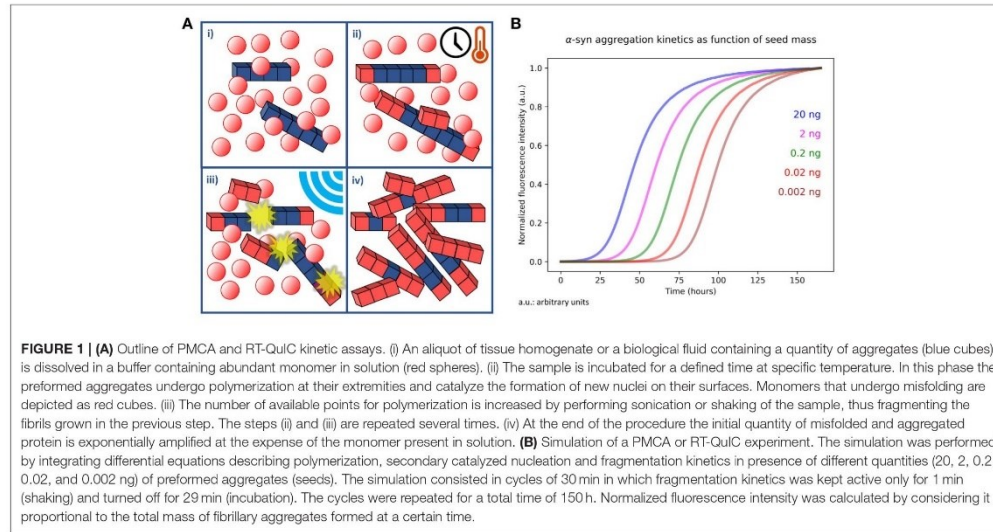 A
B
i)
ii)
iii)
iv)
α-syn aggregation kinetics as function of seed mass
Normalized fluorescence intensity (a.u.)
1.0
0.8
0.6
0.4
0.2
0.0
20 ng
2 ng
0.2 ng
0.02 ng
0.002 ng
0
25
50
75
100
125
150
Time (hours)
a.u.: arbitrary units
FIGURE 1 | (A) Outline of PMCA and RT-QuIC kinetic assays. (i) An aliquot of tissue homogenate or a biological fluid containing a quantity of aggregates (blue cubes)
is dissolved in a buffer containing abundant monomer in solution (red spheres). (ii) The sample is incubated for a defined time at specific temperature. In this phase the
preformed aggregates undergo polymerization at their extremities and catalyze the formation of new nuclei on their surfaces. Monomers that undergo misfolding are
depicted as red cubes. (iii) The number of available points for polymerization is increased by performing sonication or shaking of the sample, thus fragmenting the
fibrils grown in the previous step. The steps (ii) and (iii) are repeated several times. (iv) At the end of the procedure the initial quantity of misfolded and aggregated
protein is exponentially amplified at the expense of the monomer present in solution. (B) Simulation of a PMCA or RT-QuIC experiment. The simulation was performed
by integrating differential equations describing polymerization, secondary catalyzed nucleation and fragmentation kinetics in presence of different quantities (20, 2, 0.2
0.02, and 0.002 ng) of preformed aggregates (seeds). The simulation consisted in cycles of 30 min in which fragmentation kinetics was kept active only for 1 min
(shaking) and turned off for 29 min (incubation). The cycles were repeated for a total time of 150 h. Normalized fluorescence intensity was calculated by considering it
proportional to the total mass of fibrillary aggregates formed at a certain time.